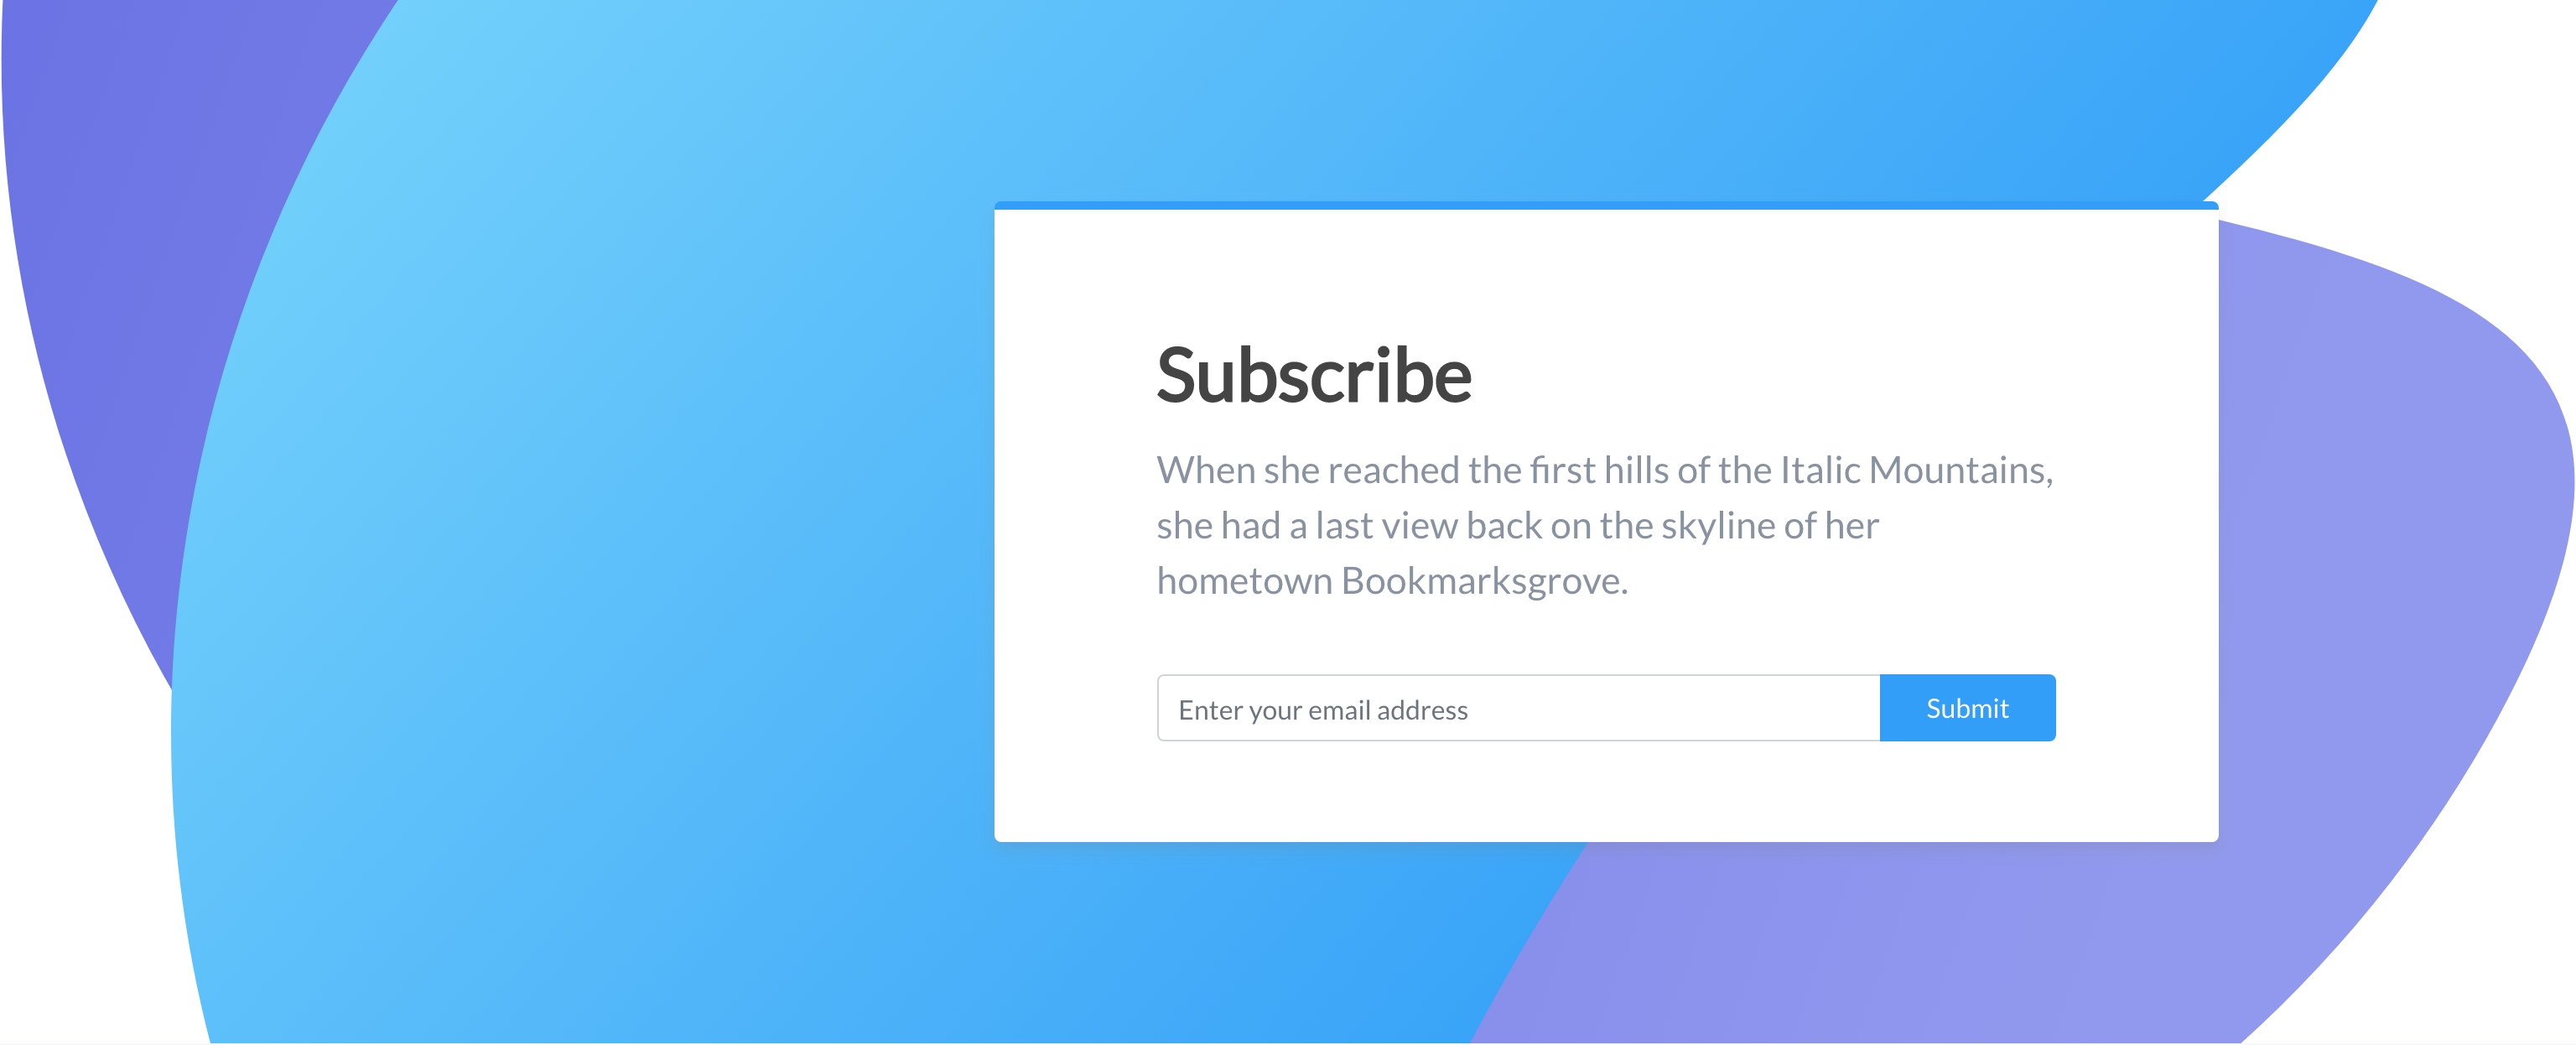 Subscribe
When she reached the first hills of the Italic Mountains,
she had a last view back on the skyline of her
hometown Bookmarksgrove.
Enter your email address
Submit